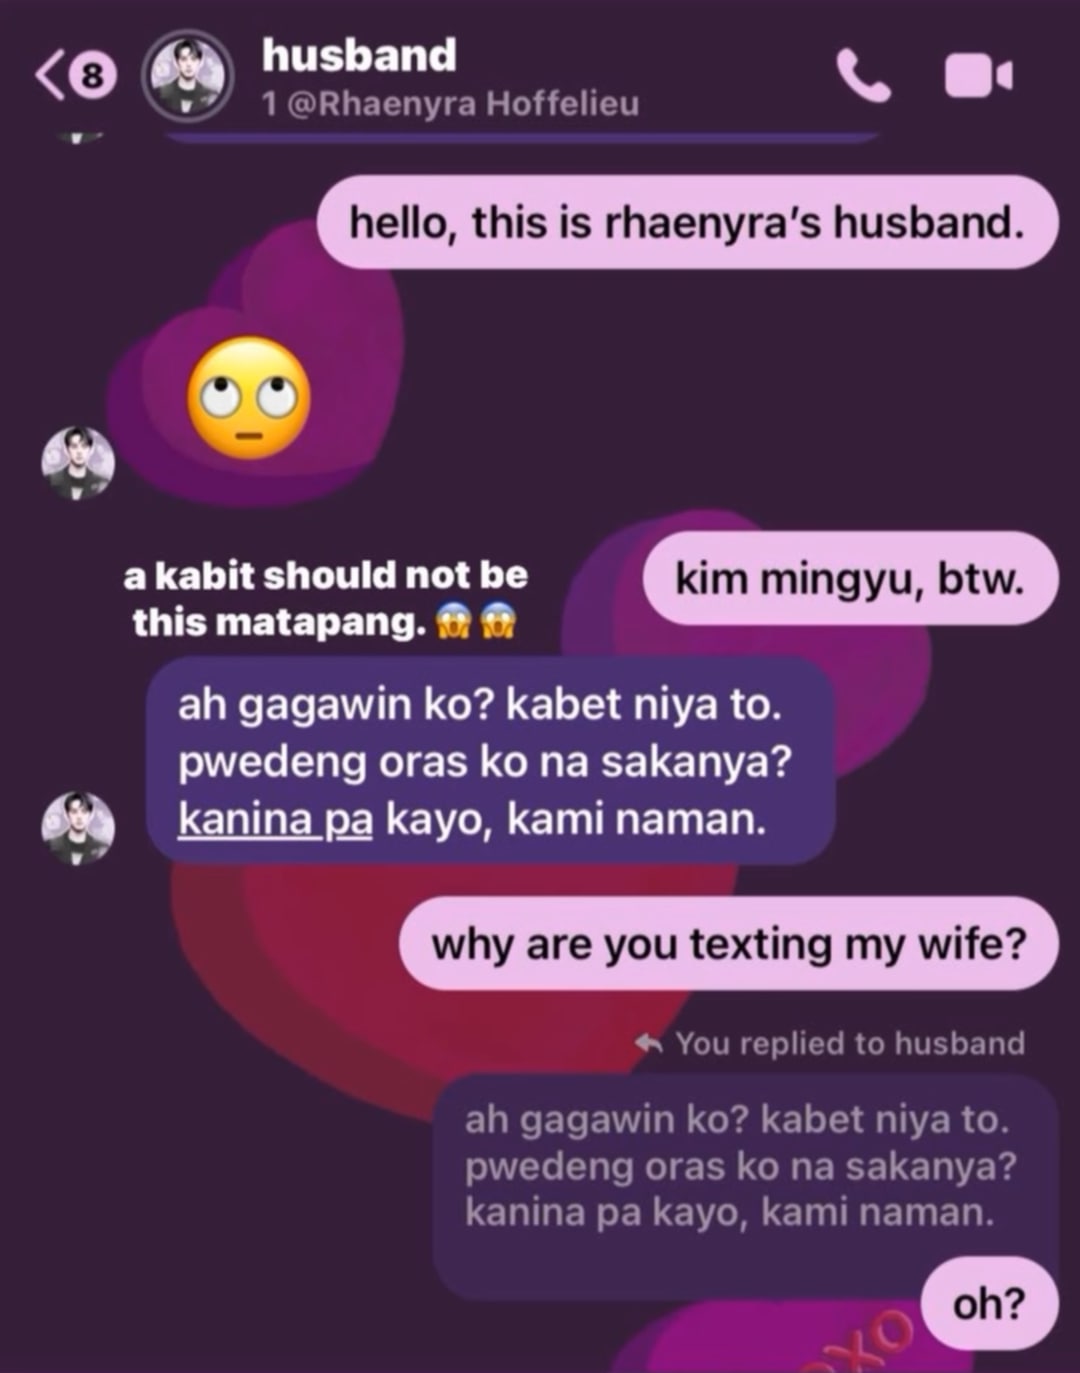 8
husband
1 @Rhaenyra Hoffelieu
hello, this is rhaenyra's husband.
🙄
kim mingyu, btw.
a kabit should not be
this matapang. 😱😱
ah gagawin ko? kabet niya to.
pwedeng oras ko na sakanya?
kanina pa kayo, kami naman.
why are you texting my wife?
You replied to husband
ah gagawin ko? kabet niya to.
pwedeng oras ko na sakanya?
kanina pa kayo, kami naman.
oh?
OXO